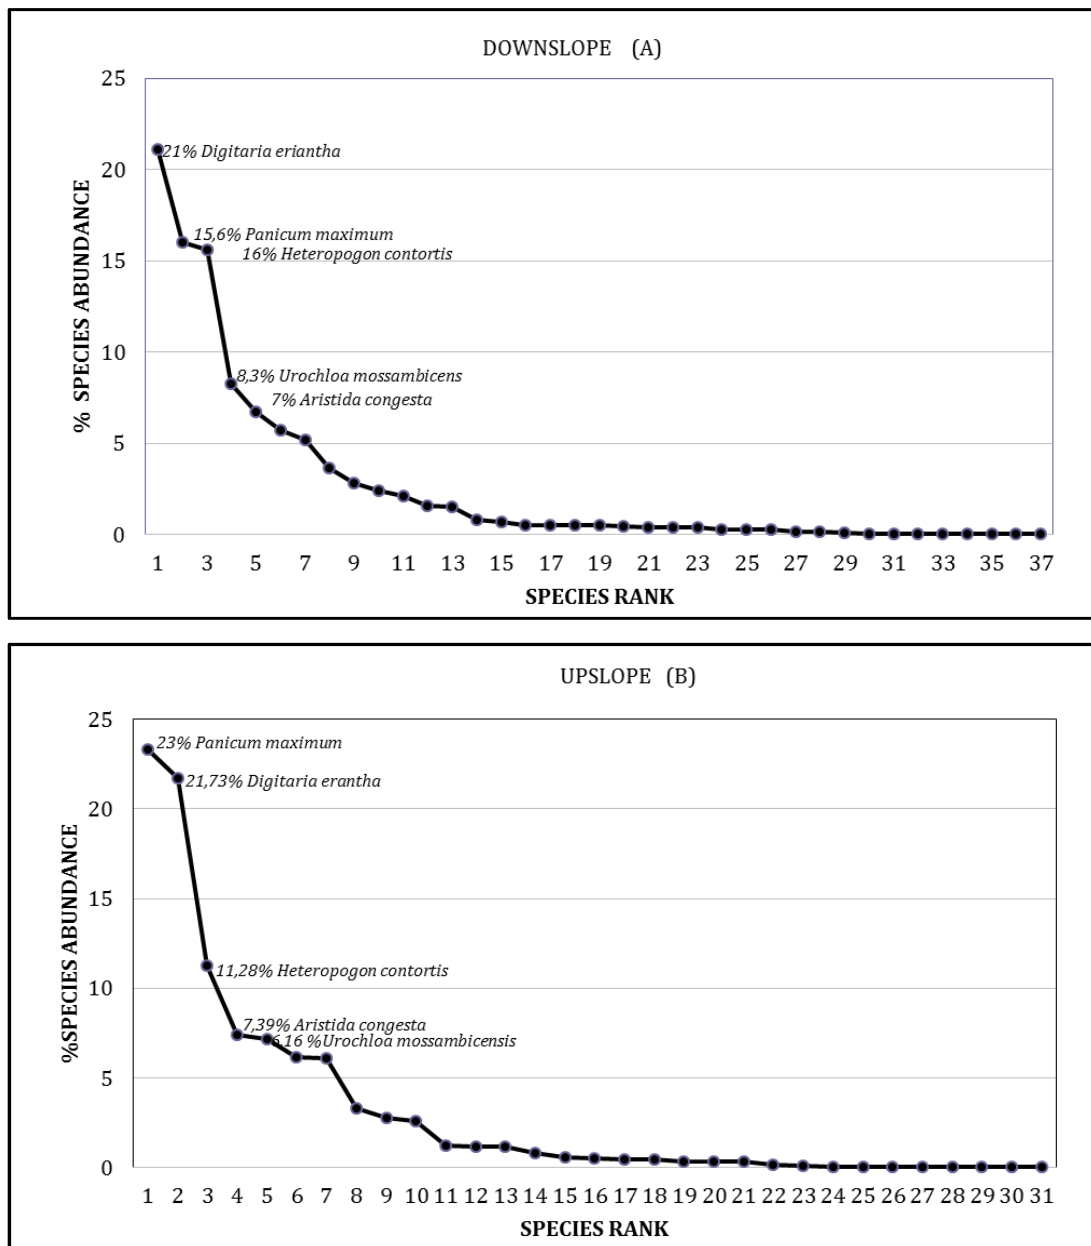 DOWNSLOPE (A)
25
21% Digitaria eriantha
20
15,6% Panicum maximum
16% Heteropogon contortis
15
% SPECIES ABUNDANCE
10
8,3% Urochloa mossambicens
7% Aristida congesta
5
0
1 3 5 7 9 11 13 15 17 19 21 23 25 27 29 31 33 35 37
SPECIES RANK
UPSLOPE (B)
25
23% Panicum maximum
21,73% Digitaria erantha
20
15
%SPECIES ABUNDANCE
11,28% Heteropogon contortis
10
7,39% Aristida congesta
6,16 %Urochloa mossambicensis
5
0
1 2 3 4 5 6 7 8 9 10 11 12 13 14 15 16 17 18 19 20 21 22 23 24 25 26 27 28 29 30 31
SPECIES RANK